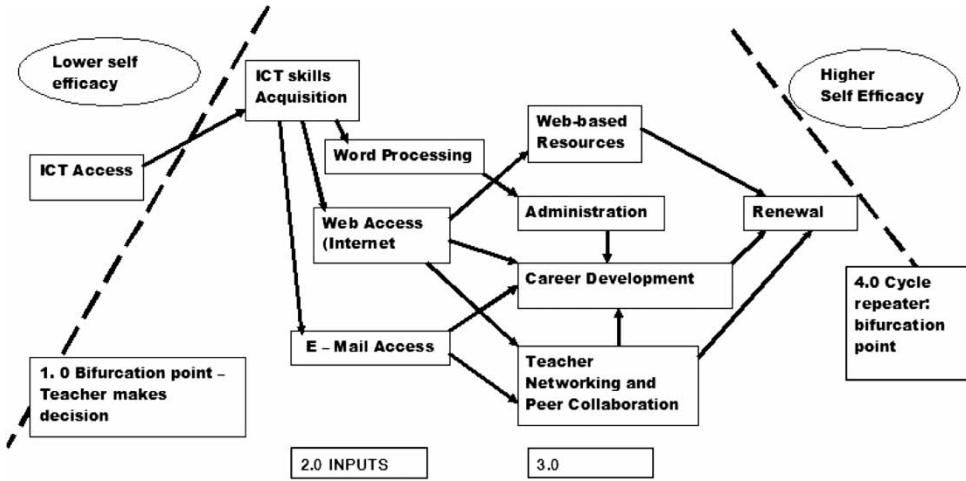 Lower self
efficacy
ICT skills
Acquisition
Higher
Self Efficacy
Web-based
Resources
Word Processing
ICT Access
Administration
Renewal
Web Access
(Internet
Career Development
4.0 Cycle
repeater:
bifurcation
point
E – Mail Access
Teacher
Networking and
Peer Collaboration
1. 0 Bifurcation point –
Teacher makes
decision
2.0 INPUTS
3.0